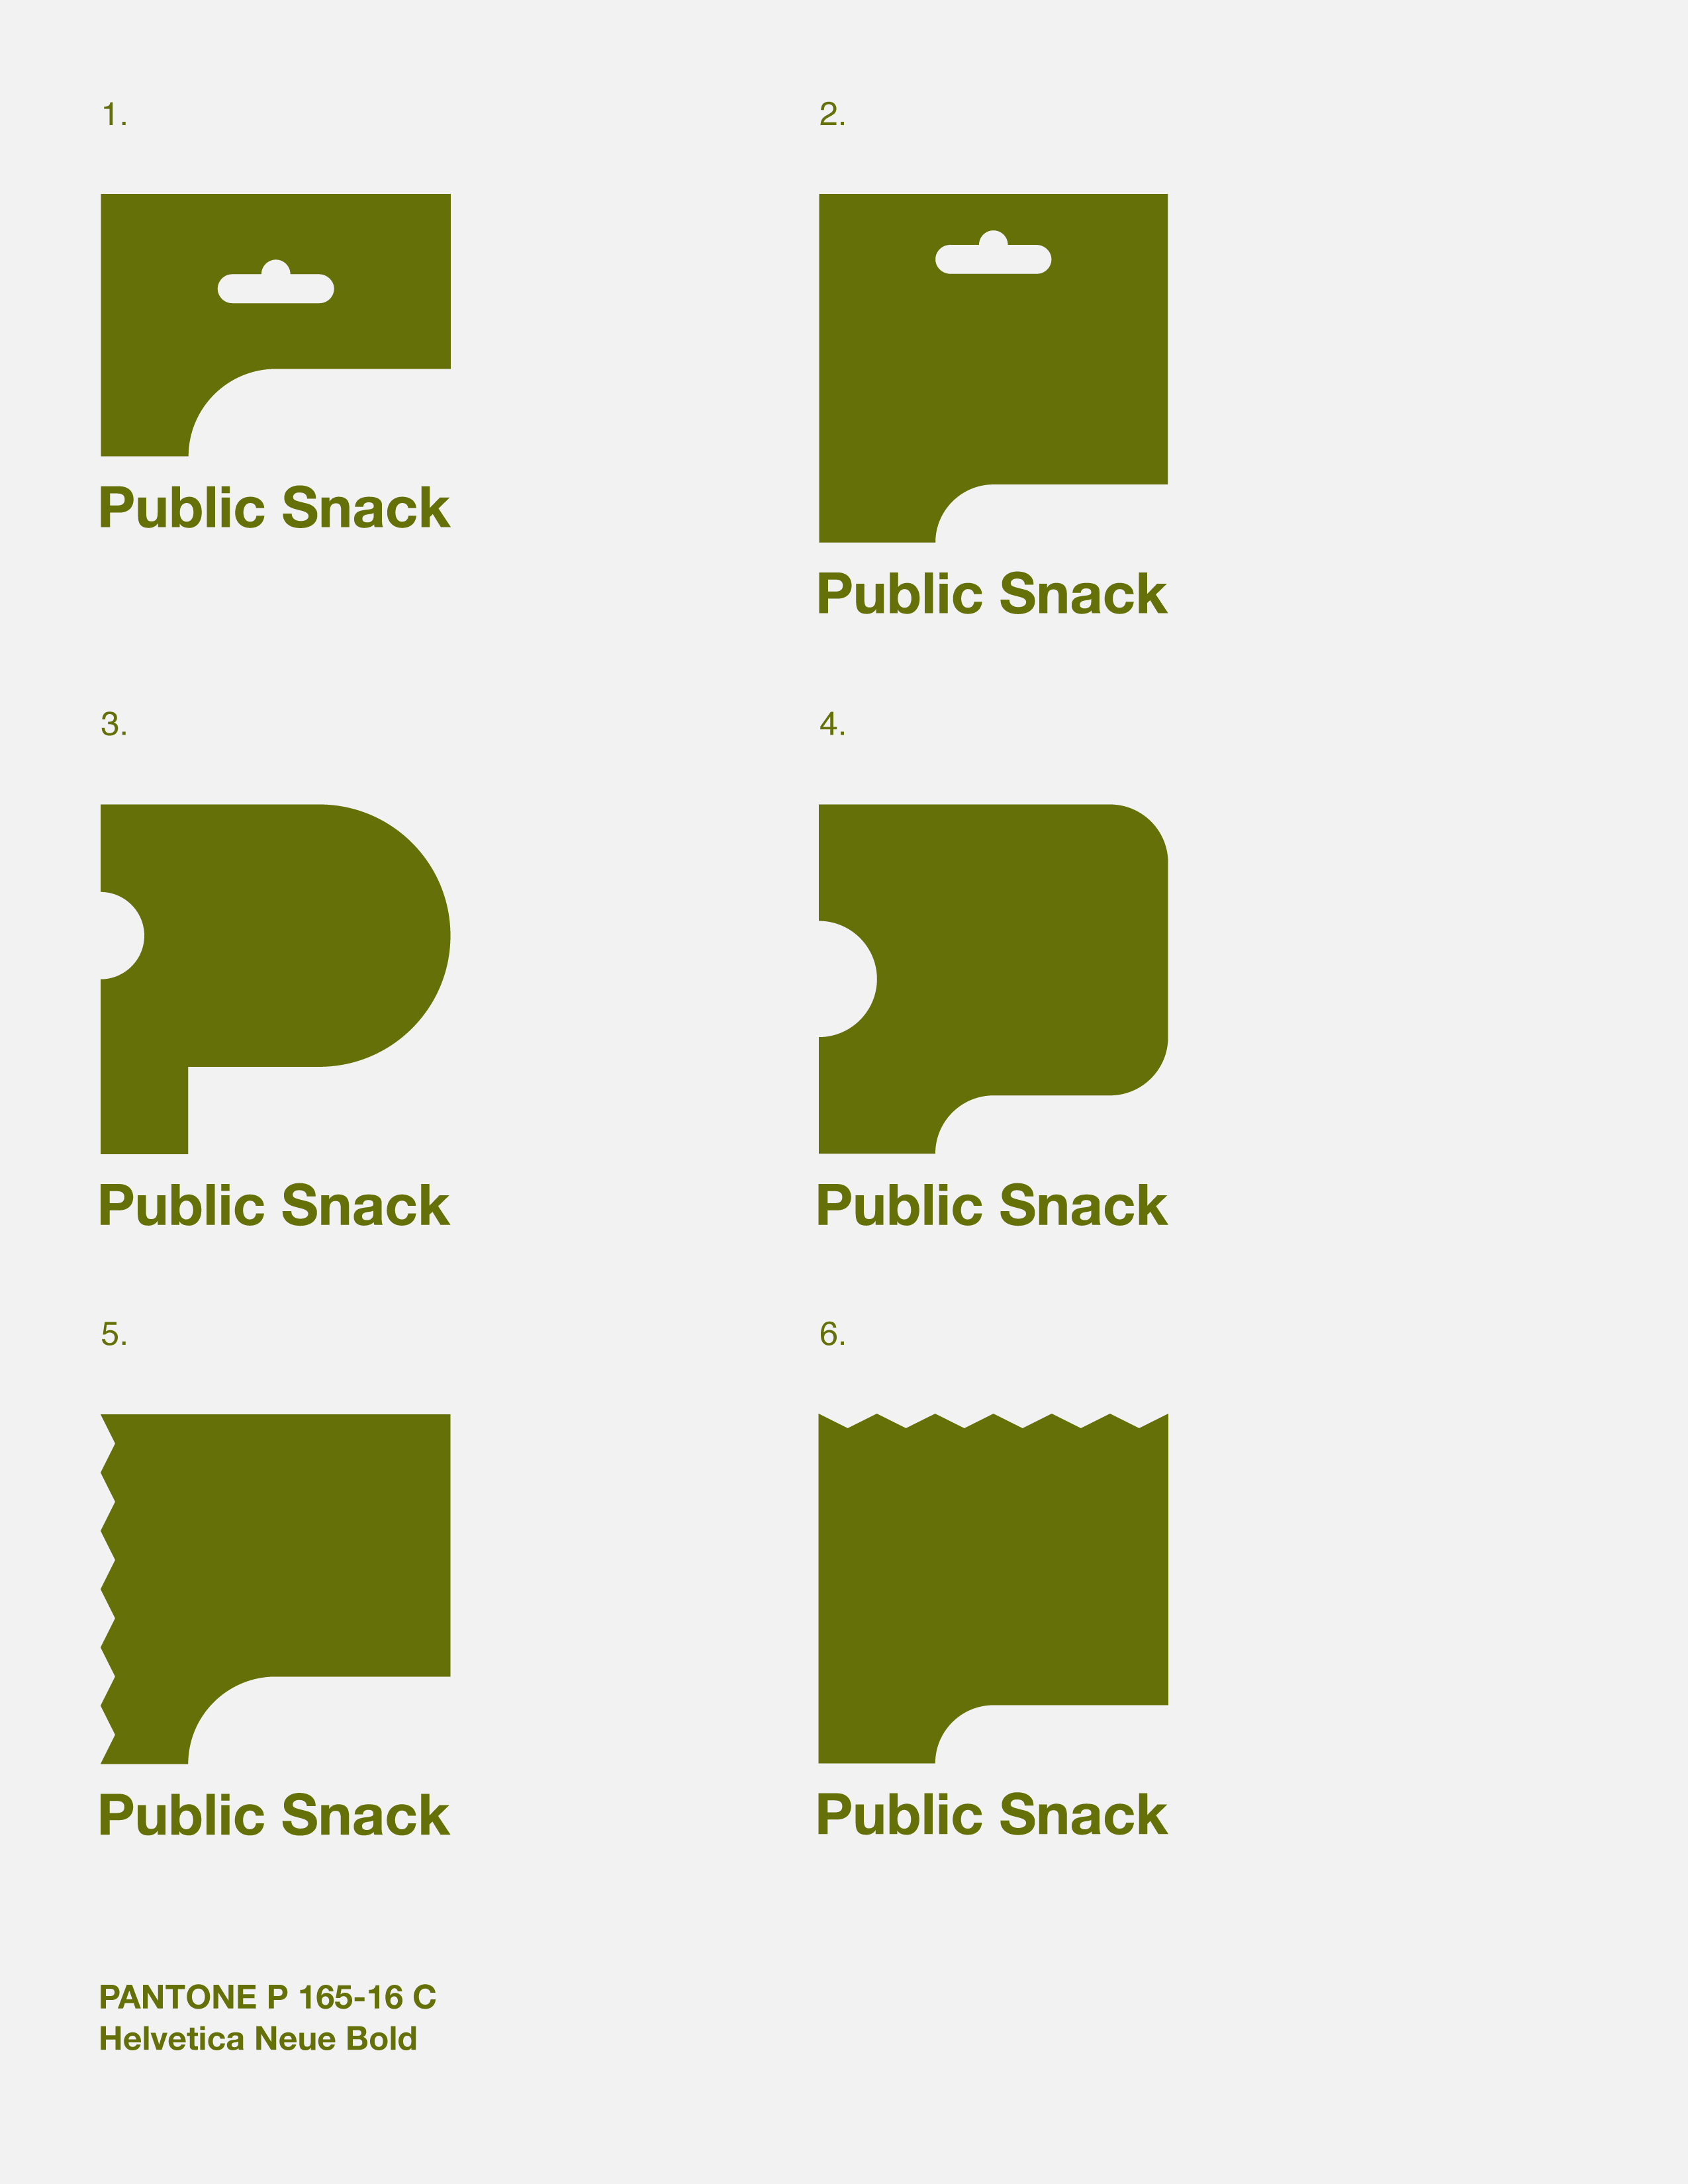 1.
2.
Public Snack
Public Snack
3.
4.
Public Snack
Public Snack
5.
6.
Public Snack
Public Snack
PANTONE P 165-16 C
Helvetica Neue Bold